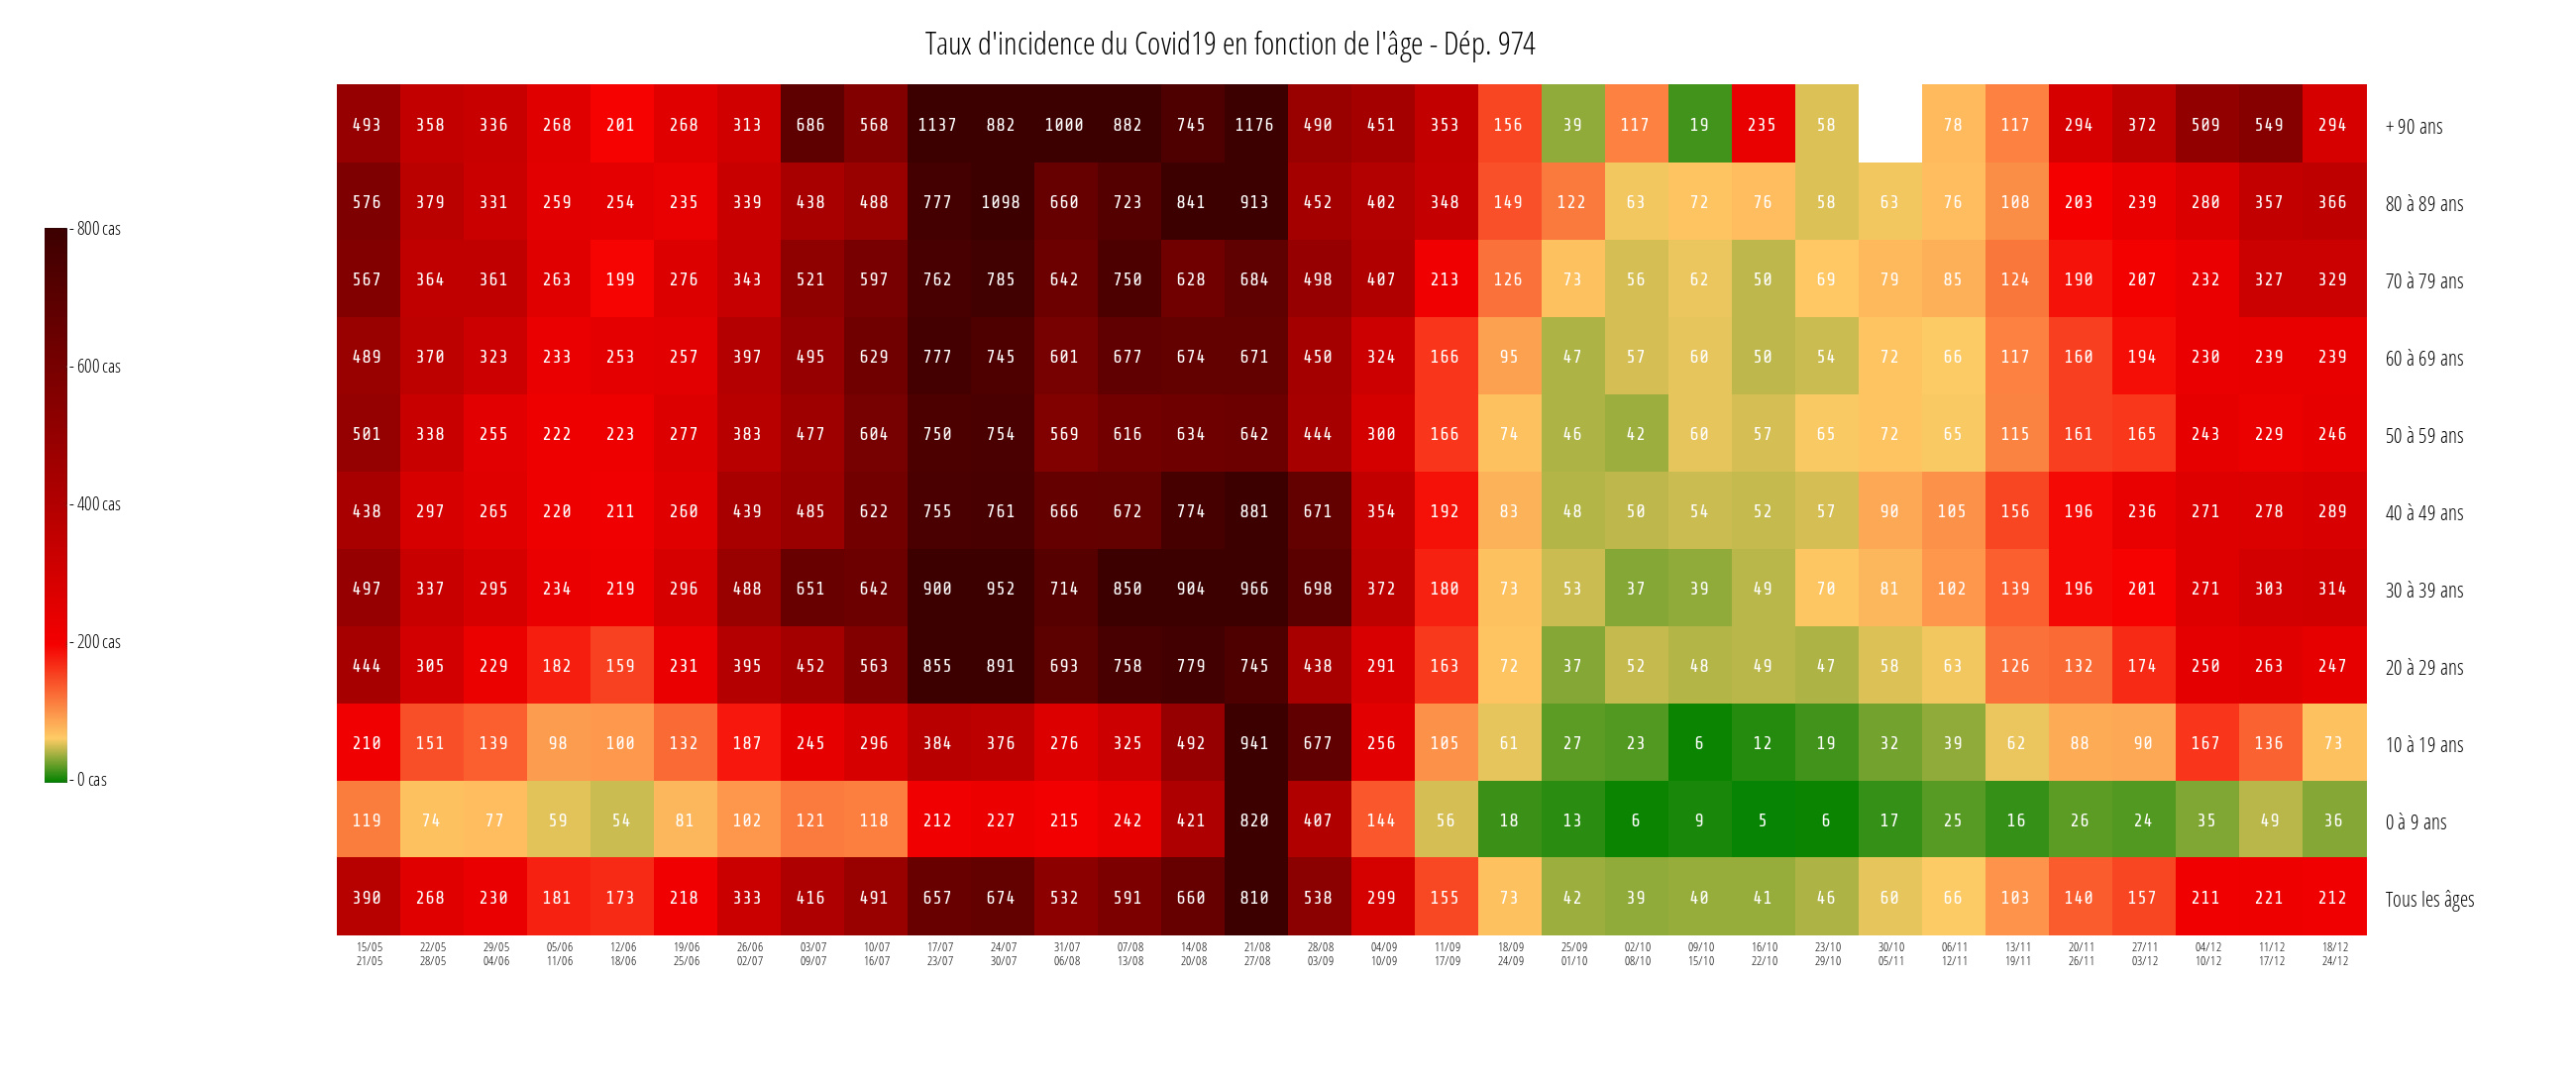 Taux d'incidence du Covid19 en fonction de l'âge - Dép. 974
493 358 336 268 201 268 313 686 568 1137 882 1000 882 745 1176 490 451 353 156 39 117 19 235 58 78 117 294 372 509 549 294 + 90 ans
576 379 331 259 254 235 339 438 488 777 1098 660 723 841 913 452 402 348 149 122 63 72 76 58 63 76 108 203 239 280 357 366 80 à 89 ans
- 800 cas
567 364 361 263 199 276 343 521 597 762 785 642 750 628 684 498 407 213 126 73 56 62 50 69 79 85 124 190 207 232 327 329 70 à 79 ans
489 370 323 233 253 257 397 495 629 777 745 601 677 674 671 450 324 166 95 47 57 60 50 54 72 66 117 160 194 230 239 239 60 à 69 ans
- 600 cas
501 338 255 222 223 277 383 477 604 750 754 569 616 634 642 444 300 166 74 46 42 60 57 65 72 65 115 161 165 243 229 246 50 à 59 ans
- 400 cas
438 297 265 220 211 260 439 485 622 755 761 666 672 774 881 671 354 192 83 48 50 54 52 57 90 105 156 196 236 271 278 289 40 à 49 ans
497 337 295 234 219 296 488 651 642 900 952 714 850 904 966 698 372 180 73 53 37 39 49 70 81 102 139 196 201 271 303 314 30 à 39 ans
- 200 cas
444 305 229 182 159 231 395 452 563 855 891 693 758 779 745 438 291 163 72 37 52 48 49 47 58 63 126 132 174 250 263 247 20 à 29 ans
210 151 139 98 100 132 187 245 296 384 376 276 325 492 941 677 256 105 61 27 23 6 12 19 32 39 62 88 90 167 136 73 10 à 19 ans
- 0 cas
119 74 77 59 54 81 102 121 118 212 227 215 242 421 820 407 144 56 18 13 6 9 5 6 17 25 16 26 24 35 49 36 0 à 9 ans
390 268 230 181 173 218 333 416 491 657 674 532 591 660 810 538 299 155 73 42 39 40 41 46 60 66 103 140 157 211 221 212 Tous les âges
15/05 22/05 29/05 05/06 12/06 19/06 26/06 03/07 10/07 17/07 24/07 31/07 07/08 14/08 21/08 28/08 04/09 11/09 18/09 25/09 02/10 09/10 16/10 23/10 30/10 06/11 13/11 20/11 27/11 04/12 11/12 18/12
21/05 28/05 04/06 11/06 18/06 25/06 02/07 09/07 16/07 23/07 30/07 06/08 13/08 20/08 27/08 03/09 10/09 17/09 24/09 01/10 08/10 15/10 22/10 29/10 05/11 12/11 19/11 26/11 03/12 10/12 17/12 24/12